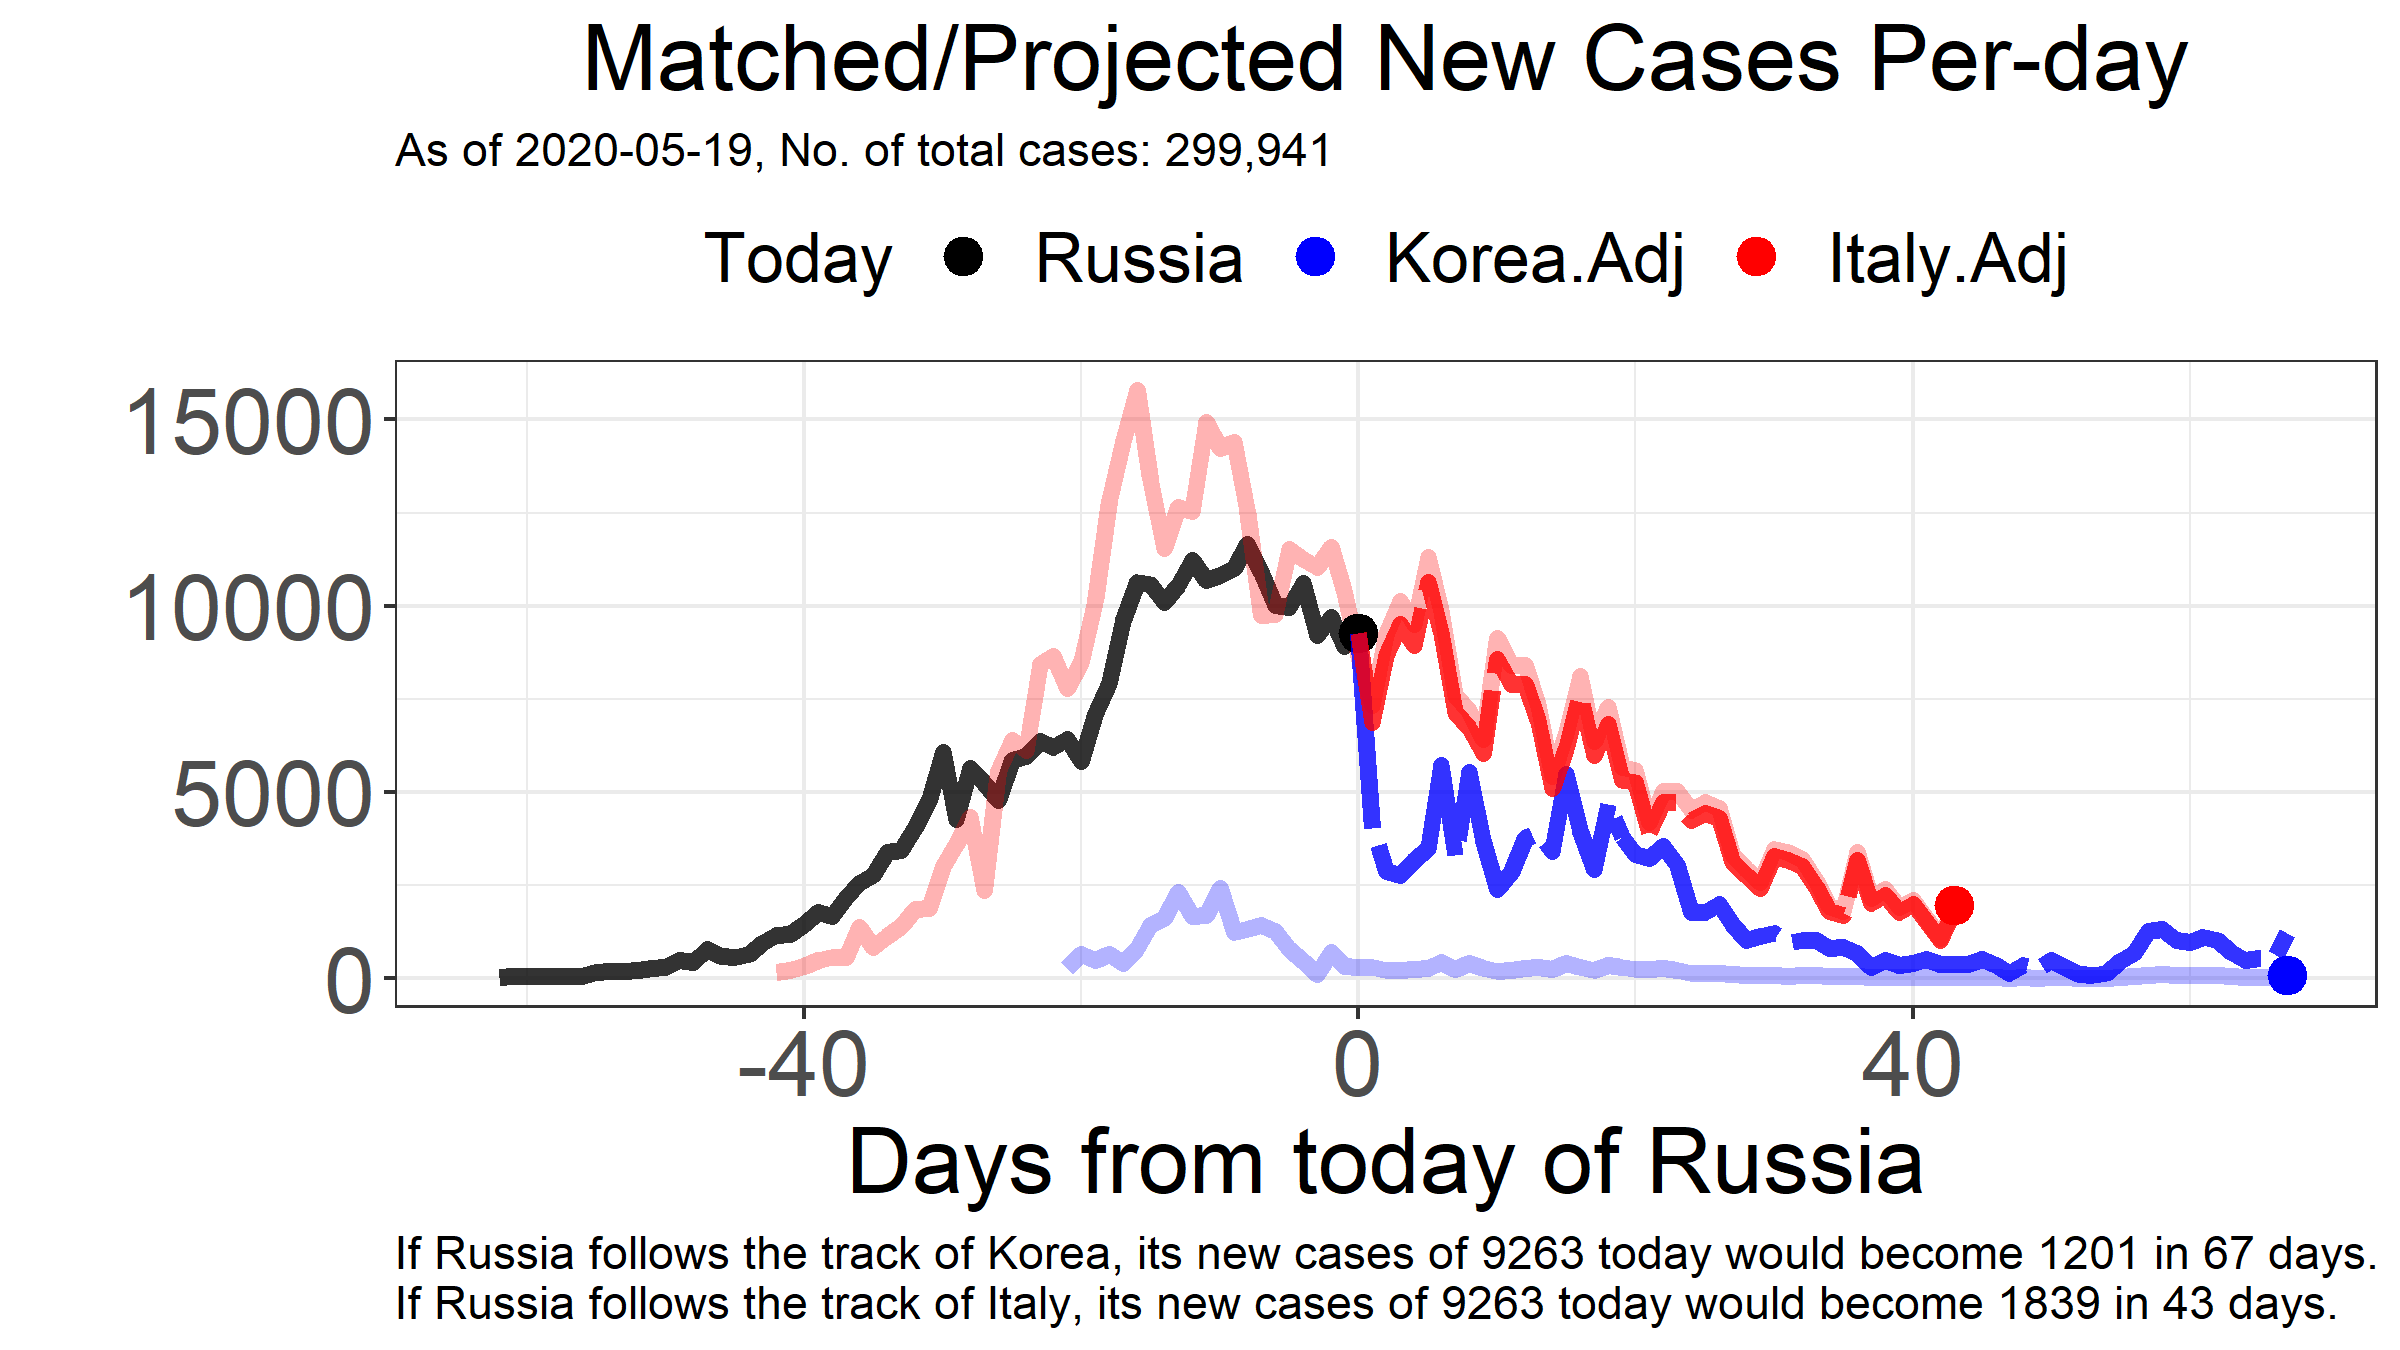 Matched/Projected New Cases Per-day
As of 2020-05-19, No. of total cases: 299,941
Today Russia Korea.Adj Italy.Adj
15000
10000
5000
0
-40 0 40
Days from today of Russia
If Russia follows the track of Korea, its new cases of 9263 today would become 1201 in 67 days.
If Russia follows the track of Italy, its new cases of 9263 today would become 1839 in 43 days.